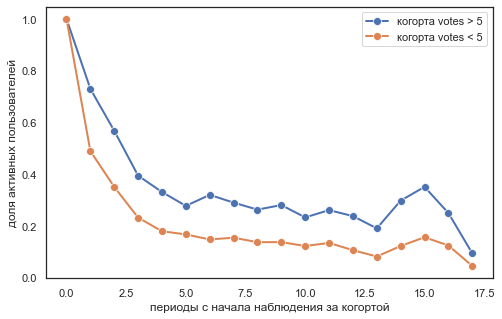 1.0
0.8
0.6
0.4
0.2
0.0
доля активных пользователей
когорта votes > 5
когорта votes < 5
0.0 2.5 5.0 7.5 10.0 12.5 15.0 17.5
периоды с начала наблюдения за когортой